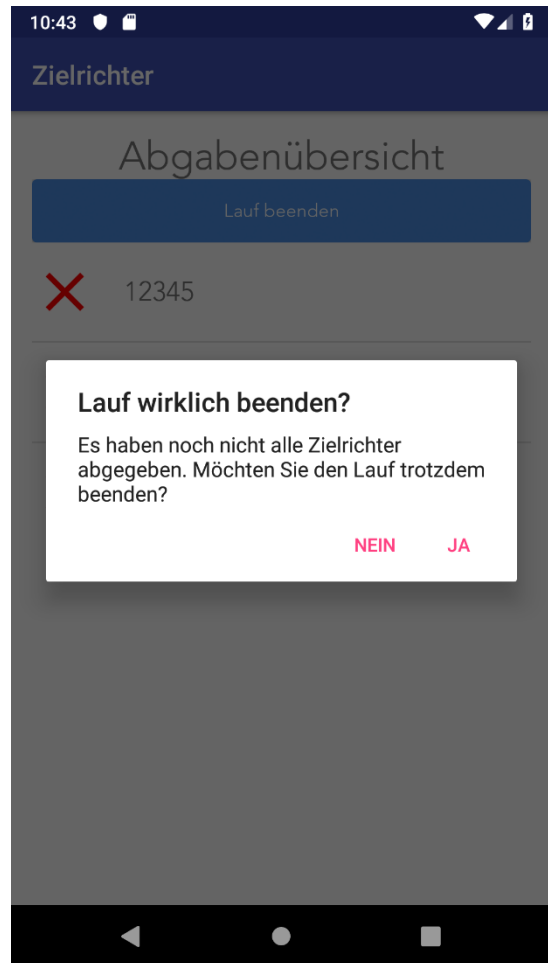 10:43
Zielrichter
Abgabenübersicht
Lauf beenden
12345
Lauf wirklich beenden?
Es haben noch nicht alle Zielrichter
abgegeben. Möchten Sie den Lauf trotzdem
beenden?
NEIN JA